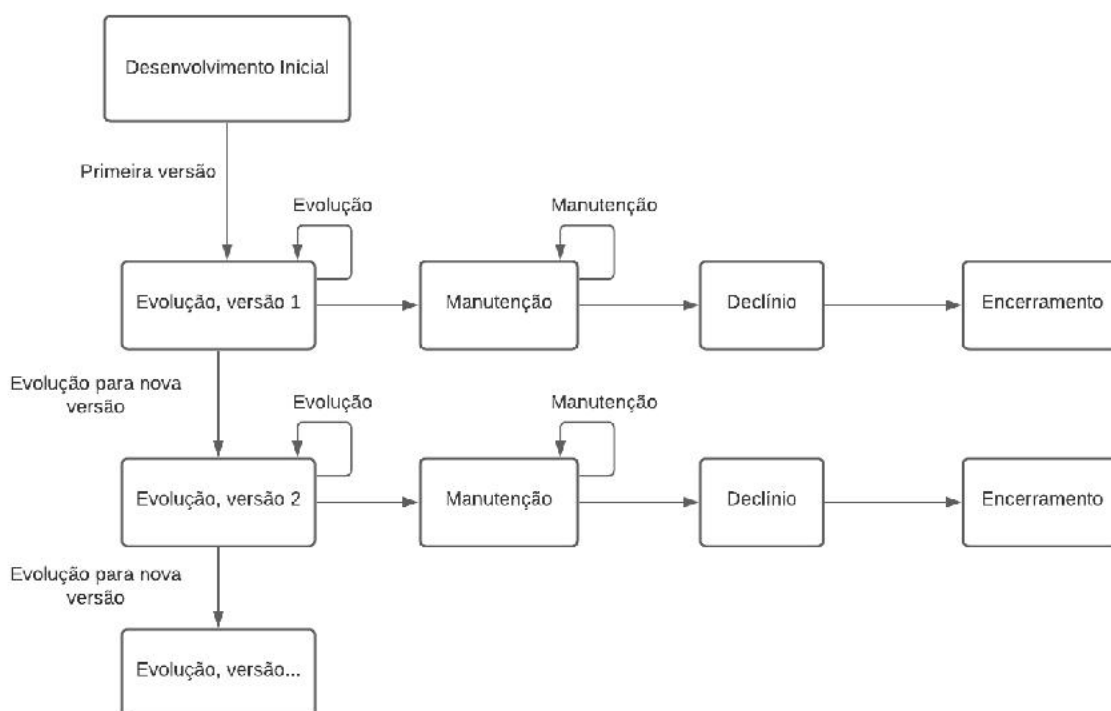 Desenvolvimento Inicial
Primeira versão
Evolução
Manutenção
Evolução, versão 1
Manutenção
Declínio
Encerramento
Evolução para nova
versão
Evolução
Manutenção
Evolução, versão 2
Manutenção
Declínio
Encerramento
Evolução para nova
versão
Evolução, versão...